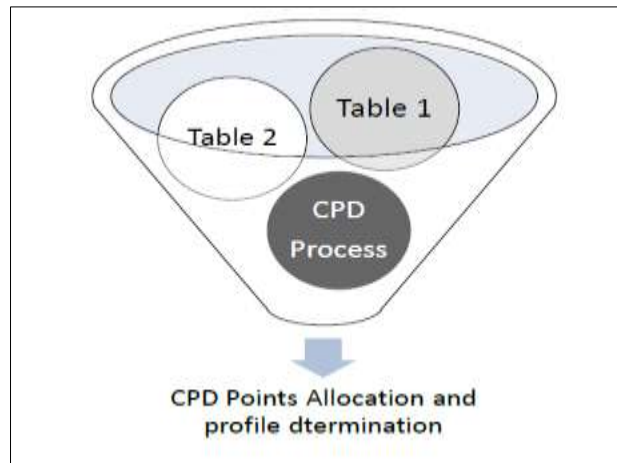 Table 1
Table 2
CPD
Process
CPD Points Allocation and
profile dtermination